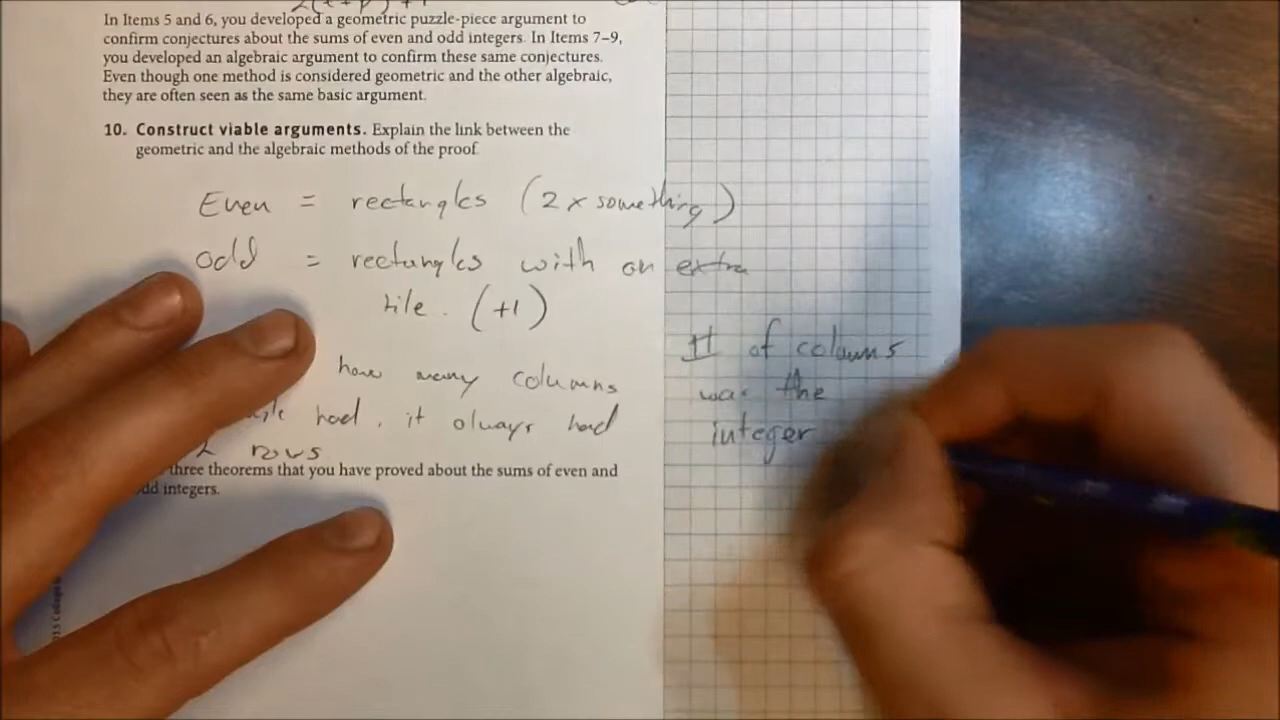 In Items 5 and 6, you developed a geometric puzzle-piece argument to
confirm conjectures about the sums of even and odd integers. In Items 7–9,
you developed an algebraic argument to confirm these same conjectures.
Even though one method is considered geometric and the other algebraic,
they are often seen as the same basic argument.
10. Construct viable arguments. Explain the link between the
geometric and the algebraic methods of the proof.
Even = rectangles (2 x something)
odd = rectangles with an extra
tile. (+1)
how many columns
had, it always had
2 rows
# of columns
was the
integer
three theorems that you have proved about the sums of even and
odd integers.